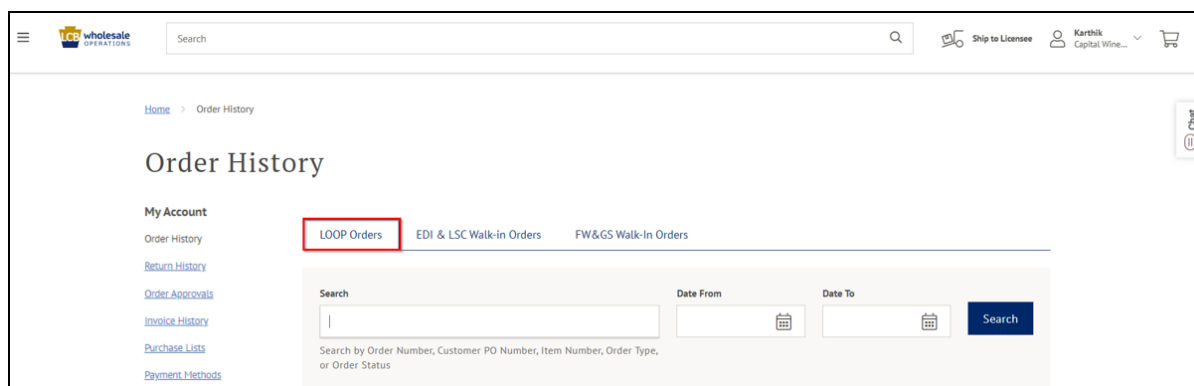 LCB wholesale
OPERATIONS
Search
Ship to Licensee
Karthik
Capital Wine...
Home > Order History
Chat
Order History
My Account
Order History
Return History
Order Approvals
Invoice History
Purchase Lists
Payment Methods
LOOP Orders
EDI & LSC Walk-in Orders
FW&GS Walk-In Orders
Search
Date From
Date To
Search
Search by Order Number, Customer PO Number, Item Number, Order Type,
or Order Status